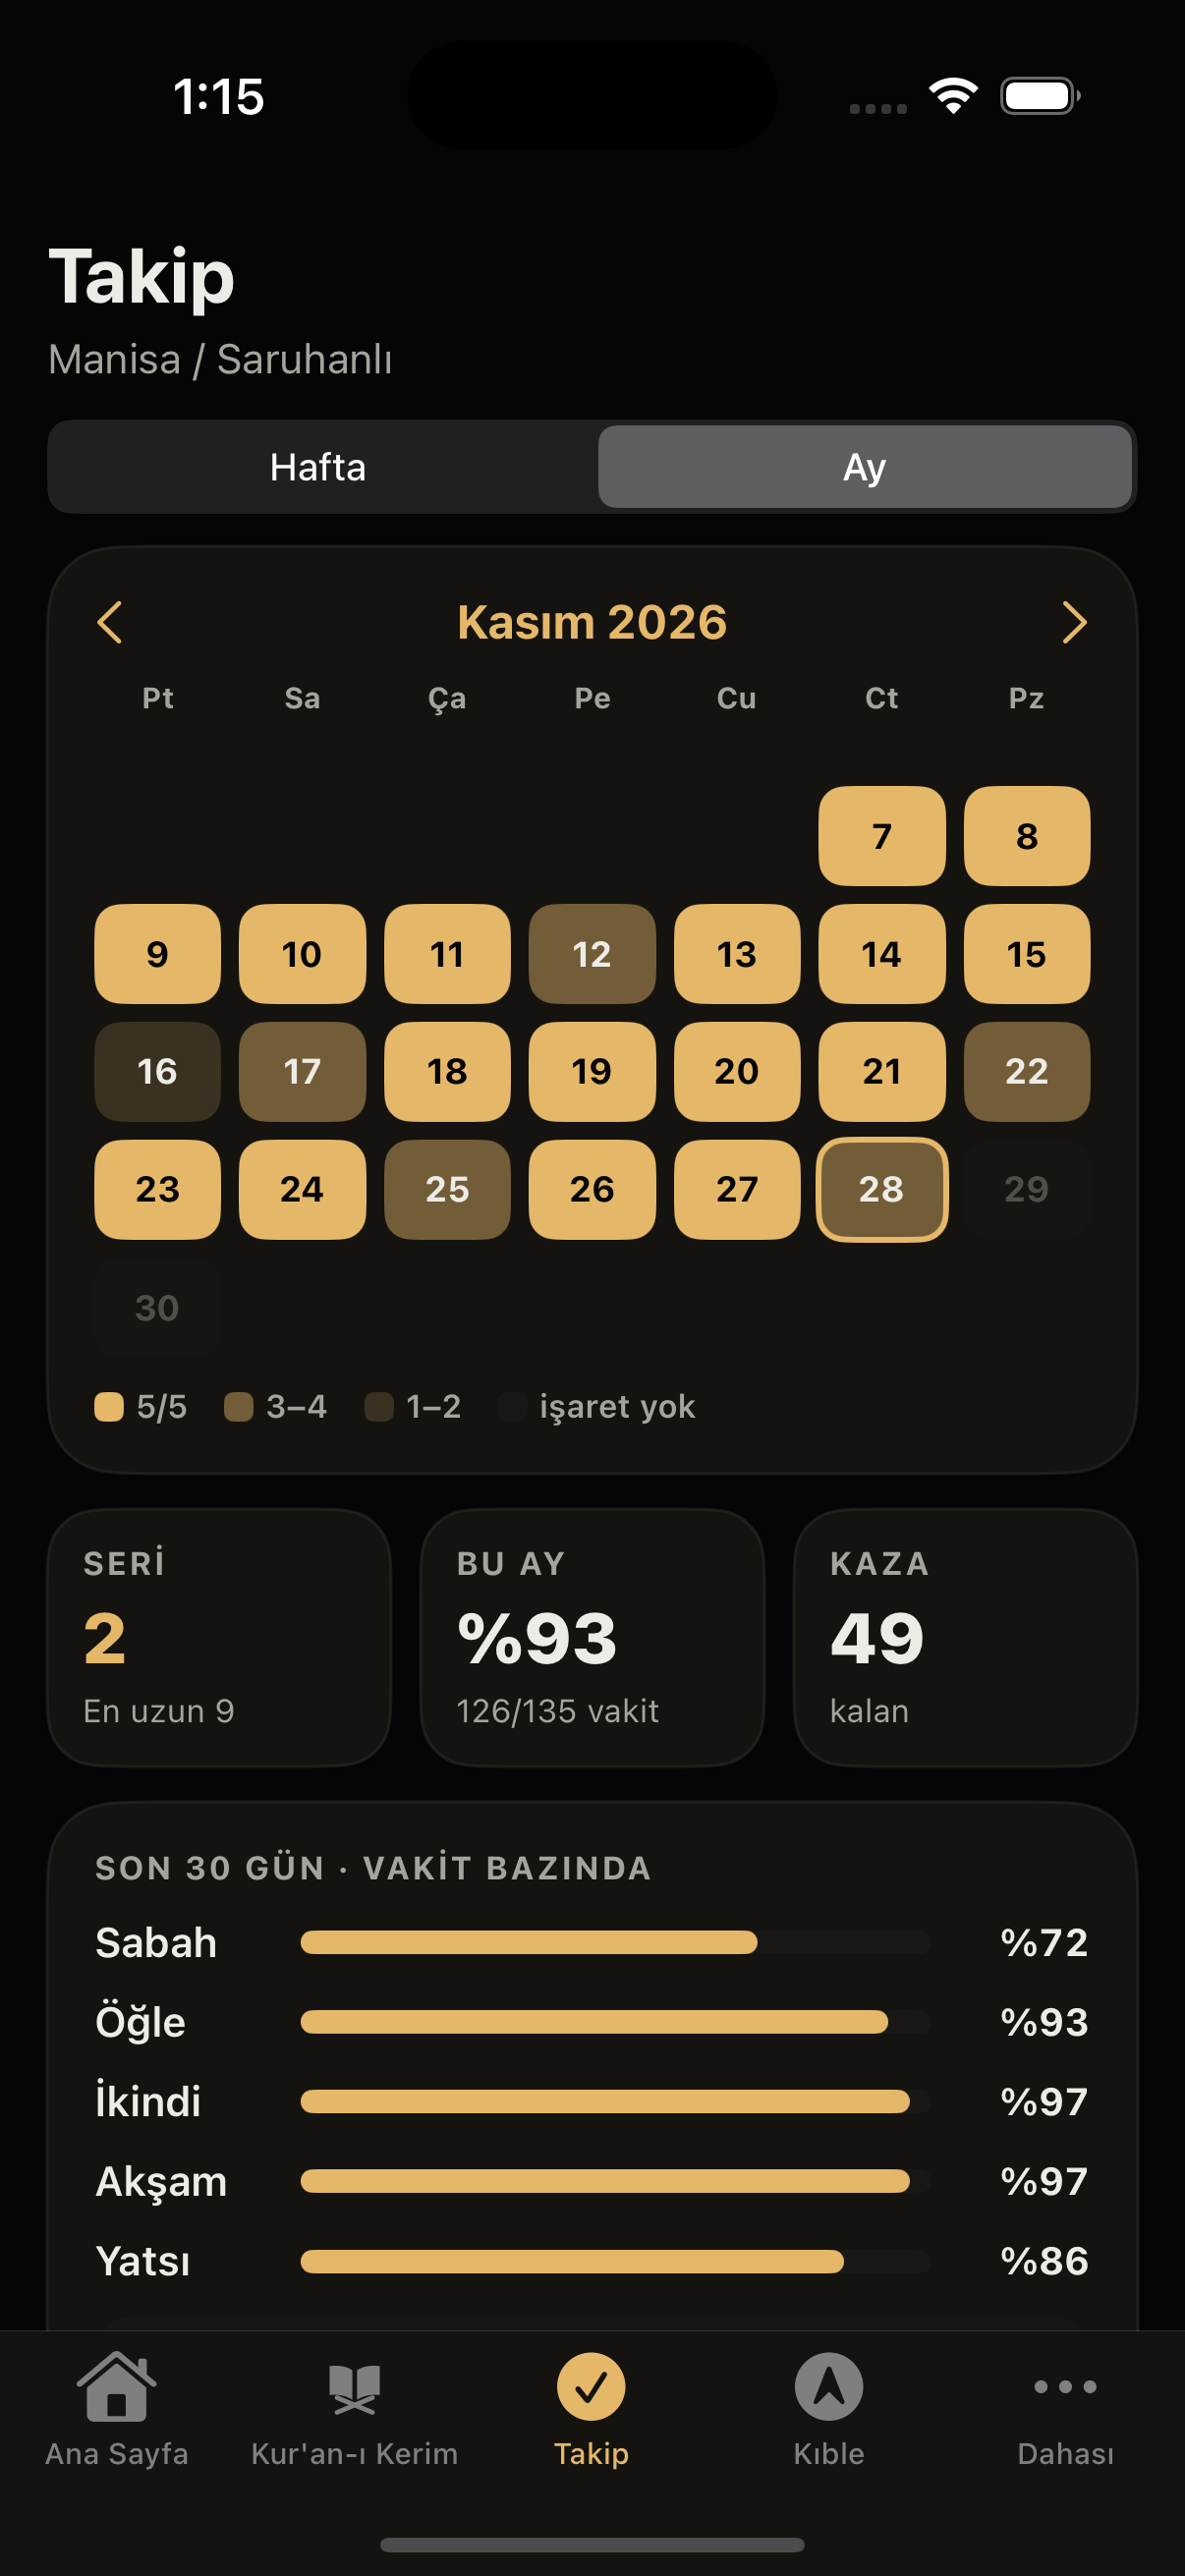 1:15
Takip
Manisa / Saruhanlı
Hafta Ay
Kasım 2026
Pt Sa Ça Pe Cu Ct Pz
7 8
9 10 11 12 13 14 15
16 17 18 19 20 21 22
23 24 25 26 27 28 29
30
5/5 3–4 1–2 işaret yok
SERİ BU AY KAZA
2 %93 49
En uzun 9 126/135 vakit kalan
SON 30 GÜN · VAKİT BAZINDA
Sabah %72
Öğle %93
İkindi %97
Akşam %97
Yatsı %86
Ana Sayfa Kur'an-ı Kerim Takip Kıble Dahası